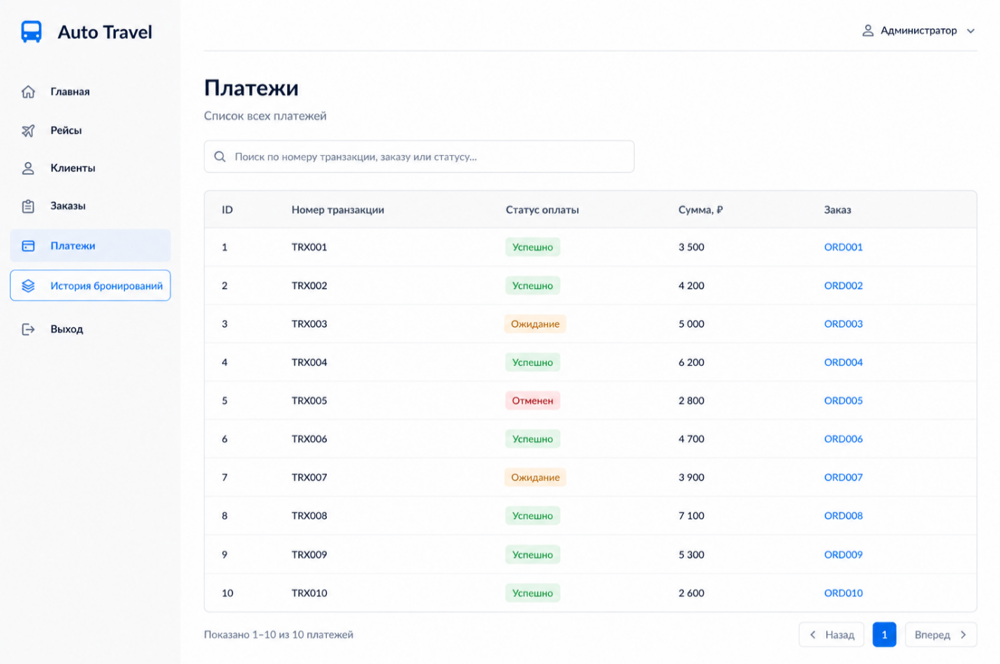 Auto Travel
Администратор
Главная
Рейсы
Клиенты
Заказы
Платежи
История бронирований
Выход
Платежи
Список всех платежей
Поиск по номеру транзакции, заказу или статусу...
ID Номер транзакции Статус оплаты Сумма, ₽ Заказ
1 TRX001 Успешно 3 500 ORD001
2 TRX002 Успешно 4 200 ORD002
3 TRX003 Ожидание 5 000 ORD003
4 TRX004 Успешно 6 200 ORD004
5 TRX005 Отменен 2 800 ORD005
6 TRX006 Успешно 4 700 ORD006
7 TRX007 Ожидание 3 900 ORD007
8 TRX008 Успешно 7 100 ORD008
9 TRX009 Успешно 5 300 ORD009
10 TRX010 Успешно 2 600 ORD010
Показано 1–10 из 10 платежей
Назад 1 Вперед